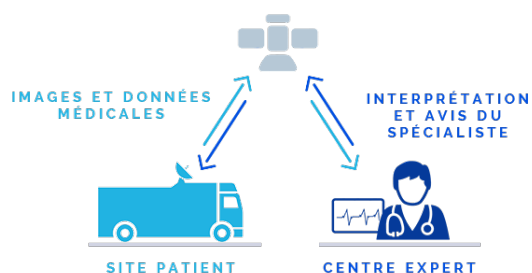 IMAGES ET DONNÉES
MÉDICALES
INTERPRÉTATION
ET AVIS DU
SPÉCIALISTE
SITE PATIENT
CENTRE EXPERT